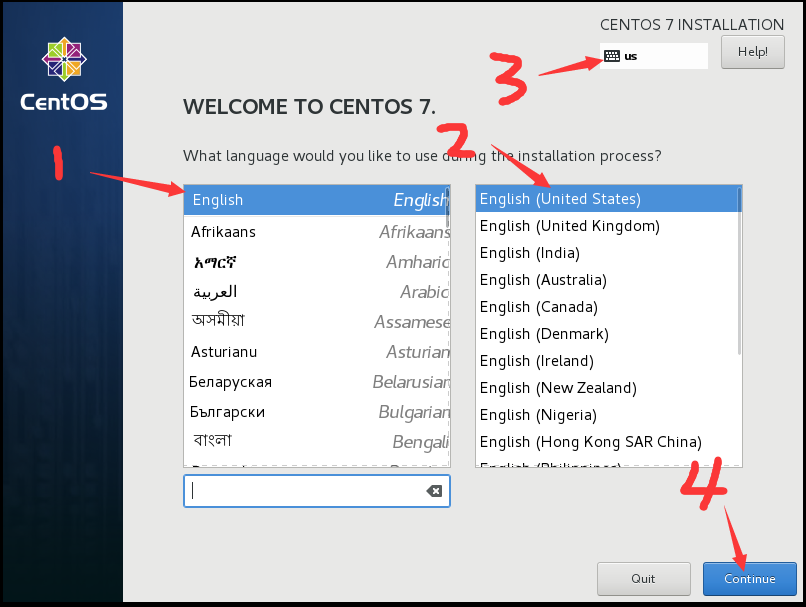 CENTOS 7 INSTALLATION
us
Help!
CentOS
3
WELCOME TO CENTOS 7.
1
2
What language would you like to use during the installation process?
English English
Afrikaans Afrikaans
አማርኛ Amharic
العربية Arabic
অসমীয়া Assamese
Asturianu Asturian
Беларуская Belarusian
Български Bulgarian
বাংলা Bengali
English (United States)
English (United Kingdom)
English (India)
English (Australia)
English (Canada)
English (Denmark)
English (Ireland)
English (New Zealand)
English (Nigeria)
English (Hong Kong SAR China)
English (Philippines)
4
Quit
Continue